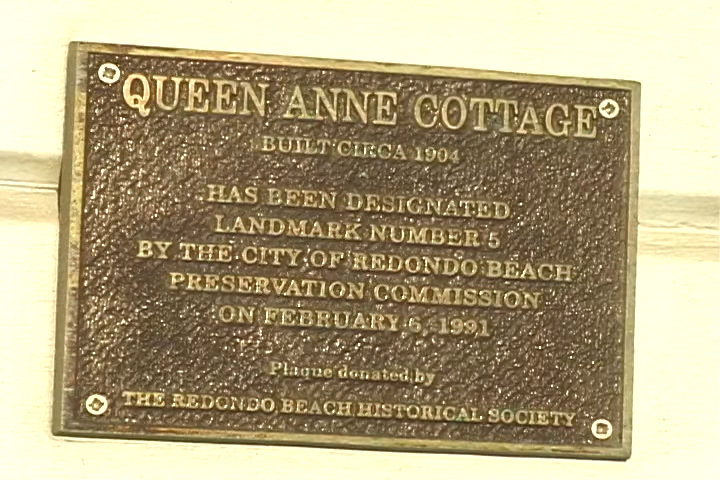 QUEEN ANNE COTTAGE
BUILT CIRCA 1904
HAS BEEN DESIGNATED
LANDMARK NUMBER 5
BY THE CITY OF REDONDO BEACH
PRESERVATION COMMISSION
ON FEBRUARY 6, 1991
Plaque donated by
THE REDONDO BEACH HISTORICAL SOCIETY